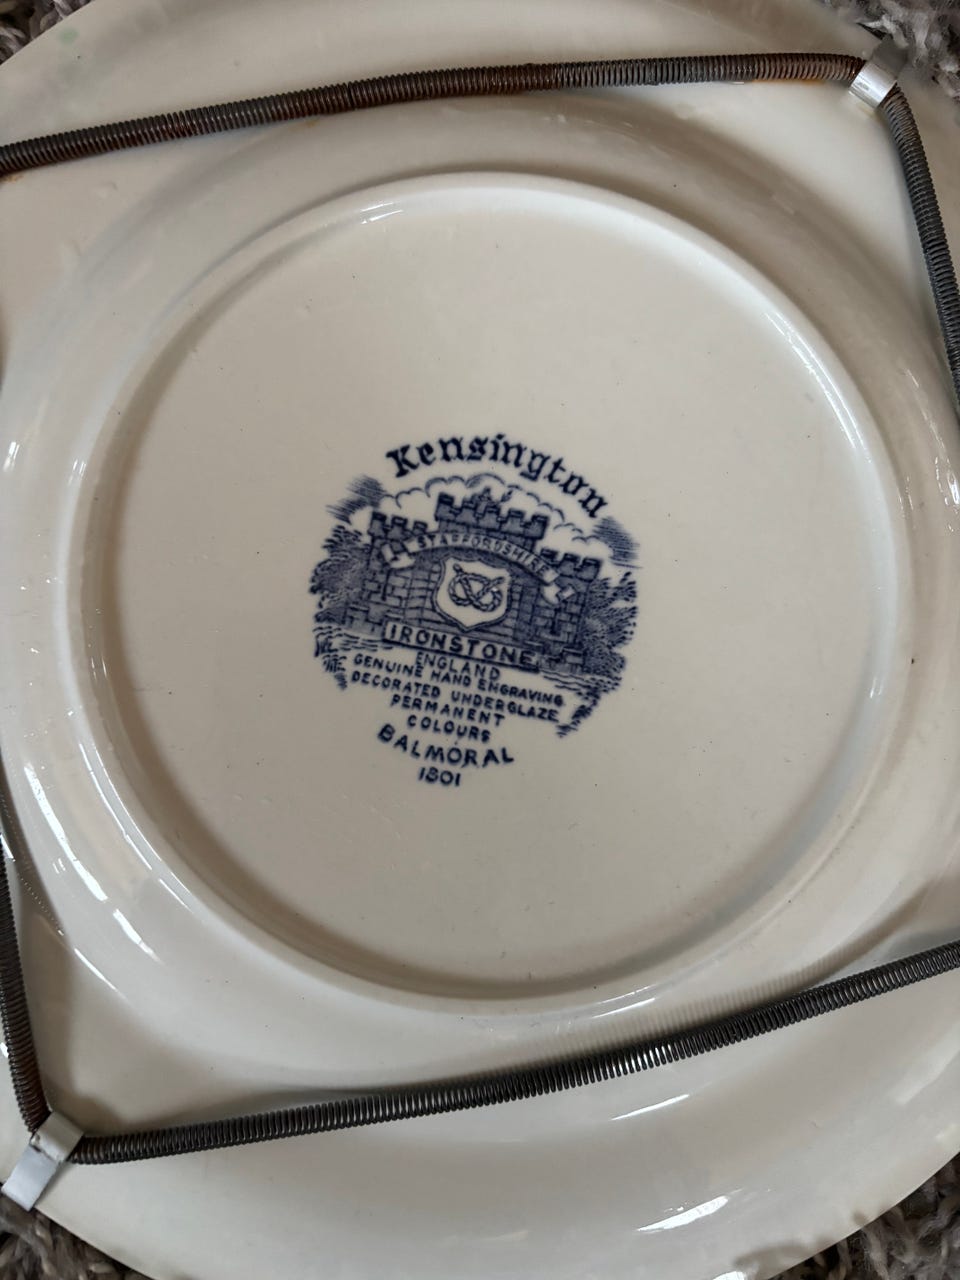 Kensington
STAFFORDSHIRE
IRONSTONE
ENGLAND
GENUINE HAND ENGRAVING
DECORATED UNDERGLAZE
PERMANENT
COLOURS
BALMORAL
1801